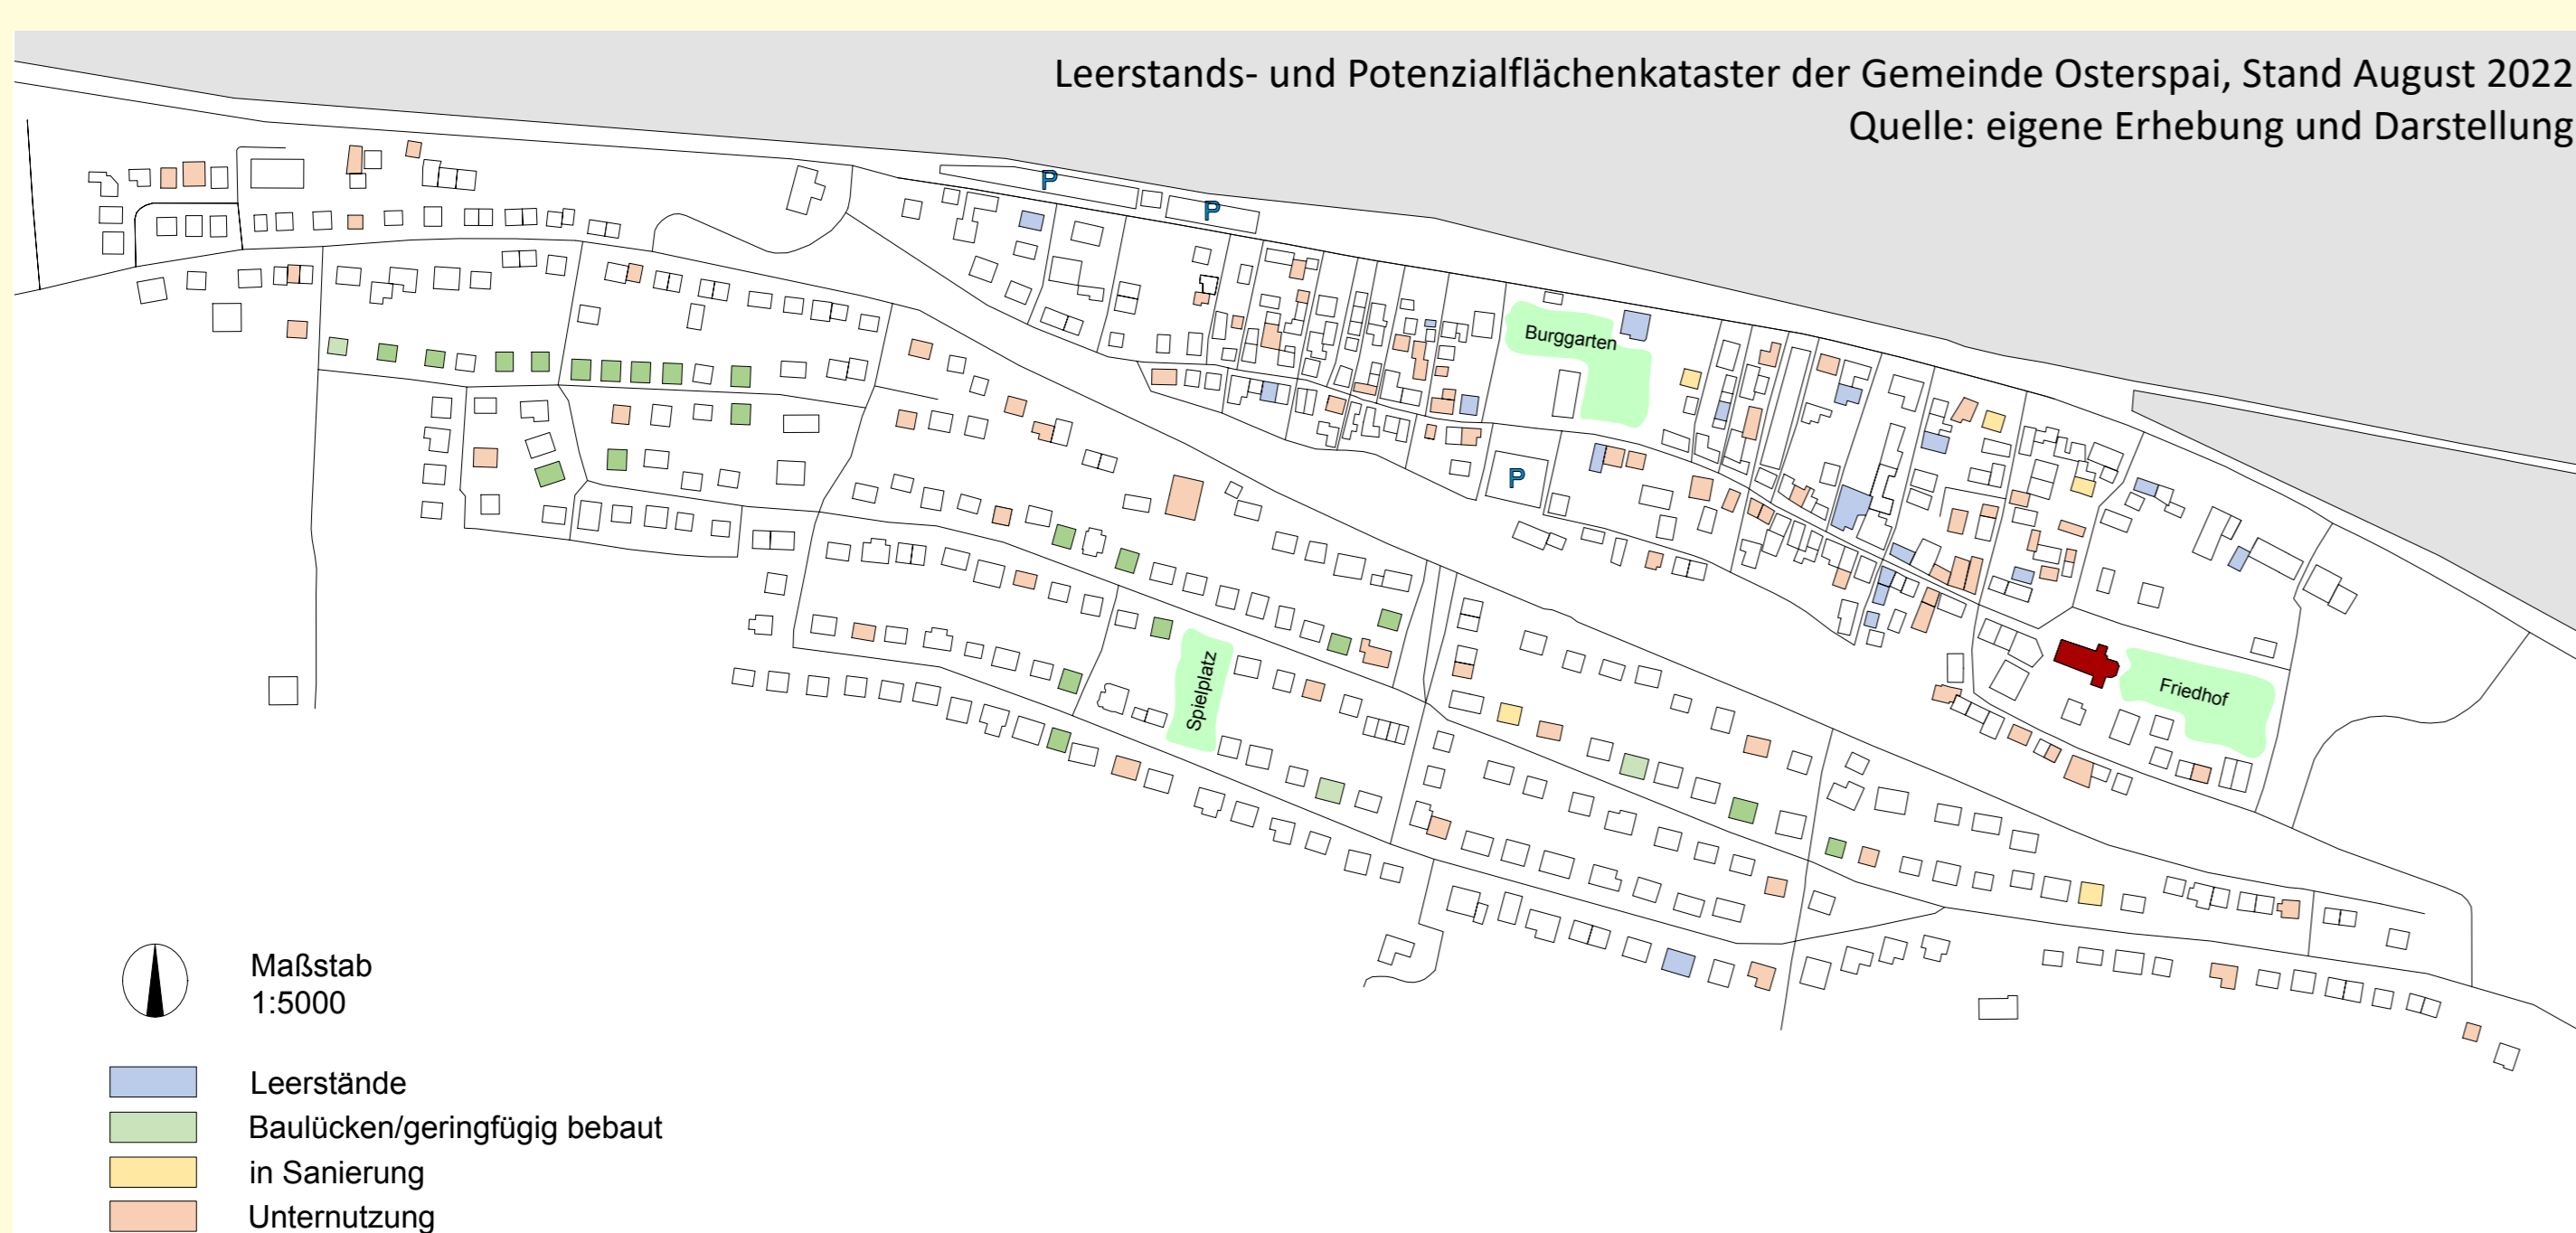 Leerstands- und Potenzialflächenkataster der Gemeinde Osterspai, Stand August 2022
Quelle: eigene Erhebung und Darstellung
P
P
Burggarten
P
Spielplatz
Friedhof
Maßstab
1:5000
Leerstände
Baulücken/geringfügig bebaut
in Sanierung
Unternutzung